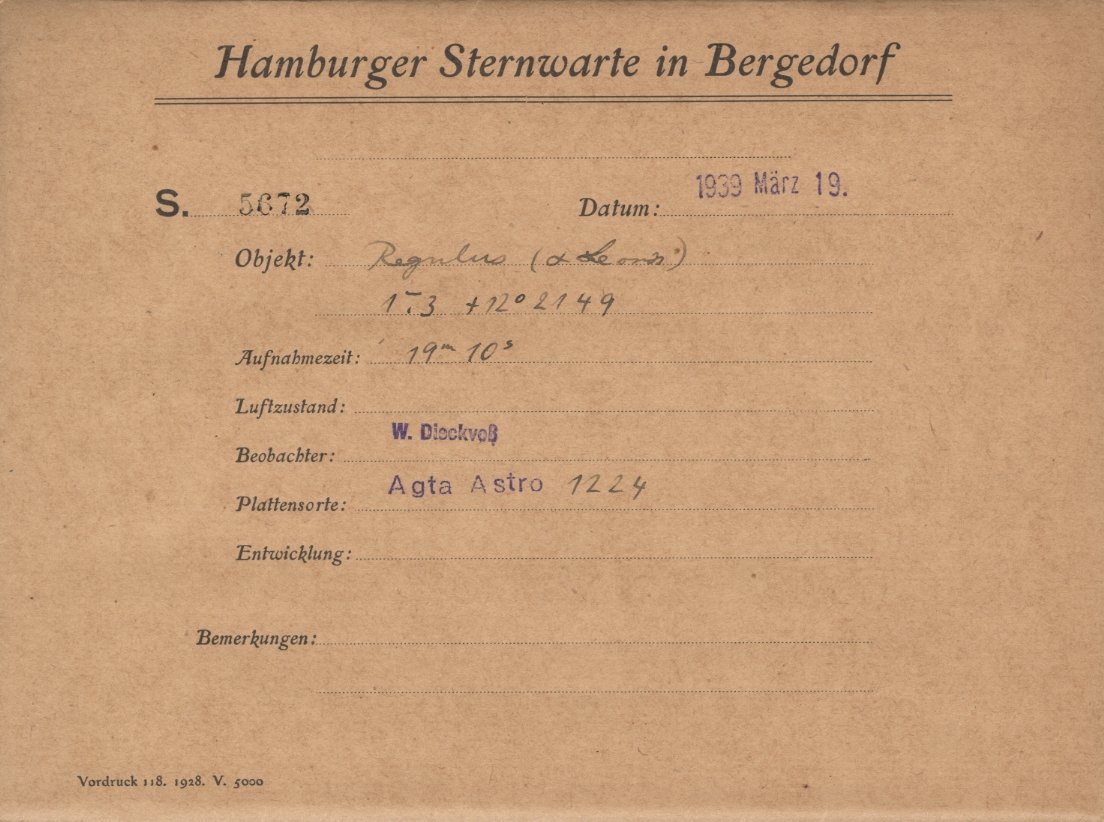 Hamburger Sternwarte in Bergedorf
S. 5672 Datum: 1939 März 19.
Objekt: Regulus (α Leonis)
1ᵐ.3 +12° 2149
Aufnahmezeit: 19ᵐ 10ˢ
Luftzustand:
W. Dieckvoß
Beobachter:
Agfa Astro 1224
Plattensorte:
Entwicklung:
Bemerkungen:
Vordruck 118. 1928. V. 5000